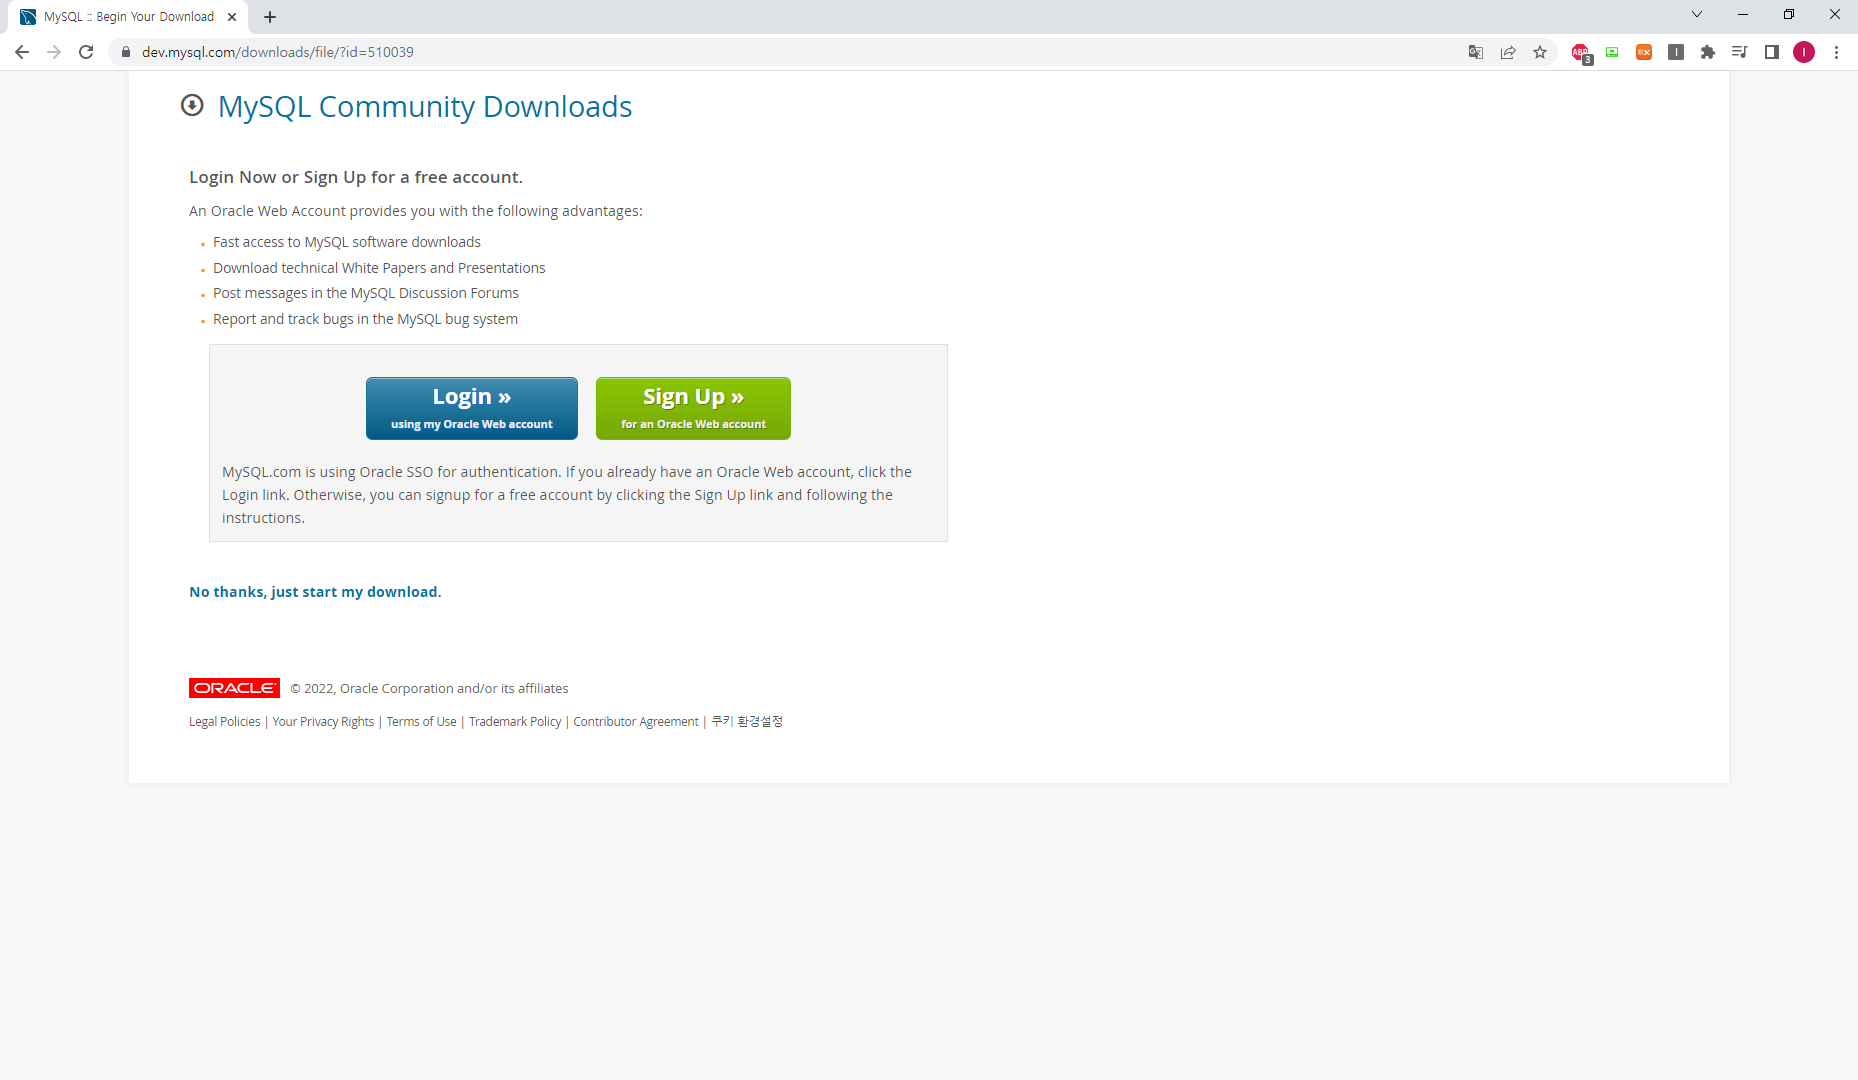 MySQL :: Begin Your Download
dev.mysql.com/downloads/file/?id=510039
ABP
3
EX
I
I
MySQL Community Downloads
Login Now or Sign Up for a free account.
An Oracle Web Account provides you with the following advantages:
Fast access to MySQL software downloads
Download technical White Papers and Presentations
Post messages in the MySQL Discussion Forums
Report and track bugs in the MySQL bug system
Login »
using my Oracle Web account
Sign Up »
for an Oracle Web account
MySQL.com is using Oracle SSO for authentication. If you already have an Oracle Web account, click the
Login link. Otherwise, you can signup for a free account by clicking the Sign Up link and following the
instructions.
No thanks, just start my download.
ORACLE © 2022, Oracle Corporation and/or its affiliates
Legal Policies | Your Privacy Rights | Terms of Use | Trademark Policy | Contributor Agreement | 쿠키 환경설정